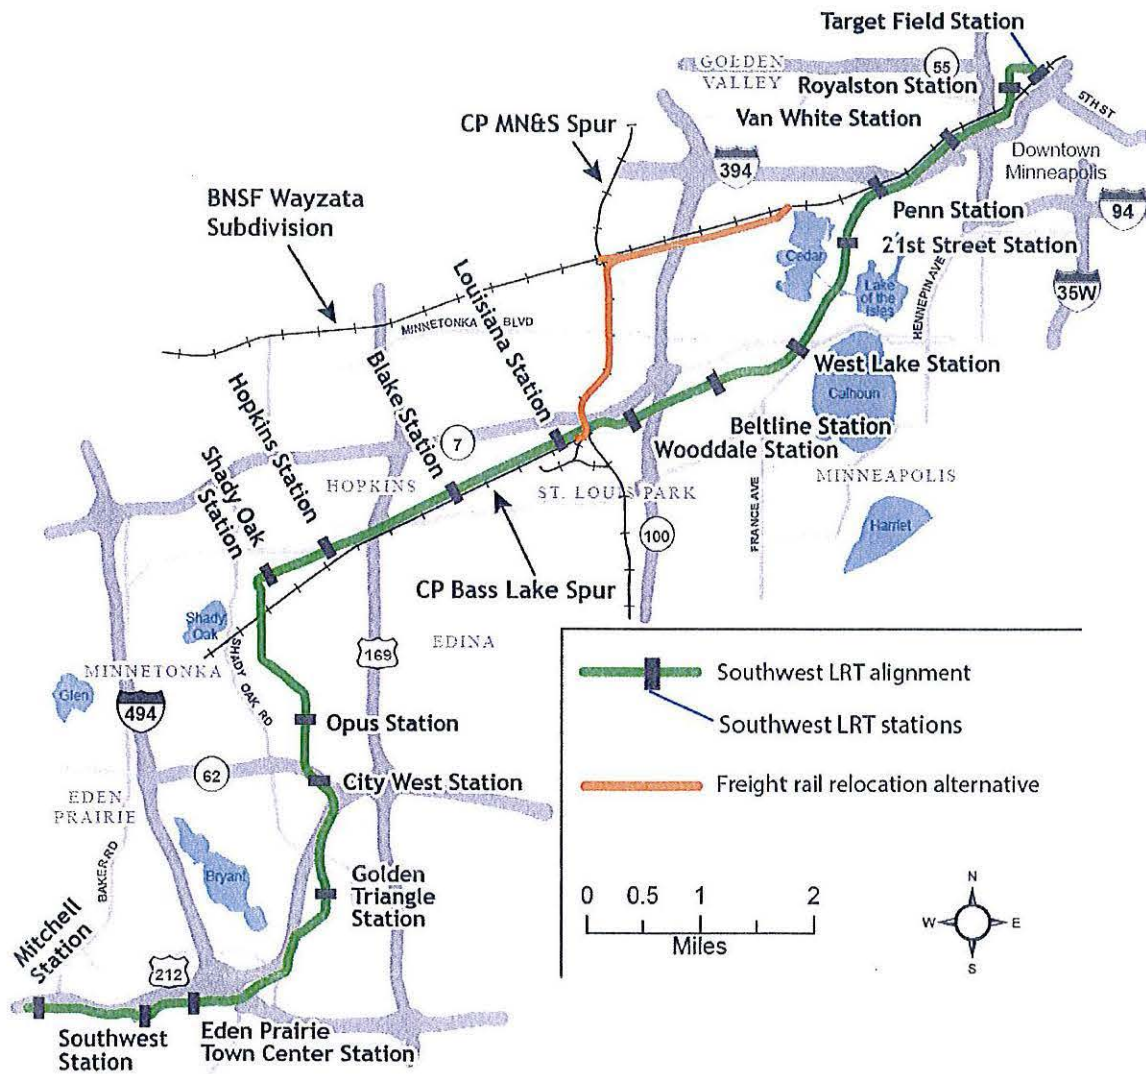 Target Field Station
GOLDEN
VALLEY
55
Royalston Station
5TH ST
CP MN&S Spur
Van White Station
Downtown
Minneapolis
394
BNSF Wayzata
Subdivision
Penn Station
94
21st Street Station
Cedar
Lake
of the
Isles
HENNEPIN AVE
35W
MINNETONKA BLVD
Louisiana Station
Blake Station
Hopkins Station
Shady Oak
Station
West Lake Station
Calhoun
Beltline Station
Wooddale Station
7
HOPKINS
ST. LOUIS PARK
MINNEAPOLIS
FRANCE AVE
100
Harriet
CP Bass Lake Spur
Shady
Oak
EDINA
169
MINNETONKA
SHADY OAK RD
Glen
494
Opus Station
62
City West Station
EDEN
PRAIRIE
BAKER RD
Bryant
Golden
Triangle
Station
Mitchell
Station
212
Southwest
Station
Eden Prairie
Town Center Station
Southwest LRT alignment
Southwest LRT stations
Freight rail relocation alternative
0 0.5 1 2
Miles
N
W E
S